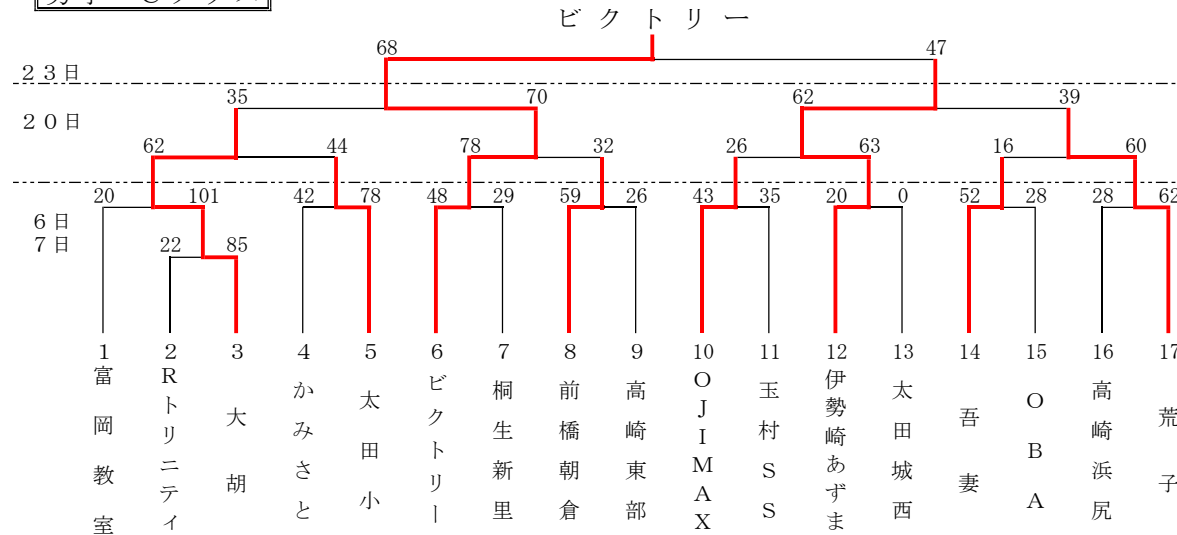 ビクトリー
68 47
23日
35 70 62 39
20日
62 44 78 32 26 63 16 60
20 101 42 78 48 29 59 26 43 35 20 0 52 28 28 62
6日
7日
22 85
1 2 3 4 5 6 7 8 9 10 11 12 13 14 15 16 17
富岡教室
Rトリニティ
大胡
かみさと
太田小
ビクトリー
桐生新里
前橋朝倉
高崎東部
OJIMAX
玉村SS
伊勢崎あずま
太田城西
吾妻
OBA
高崎浜尻
荒子